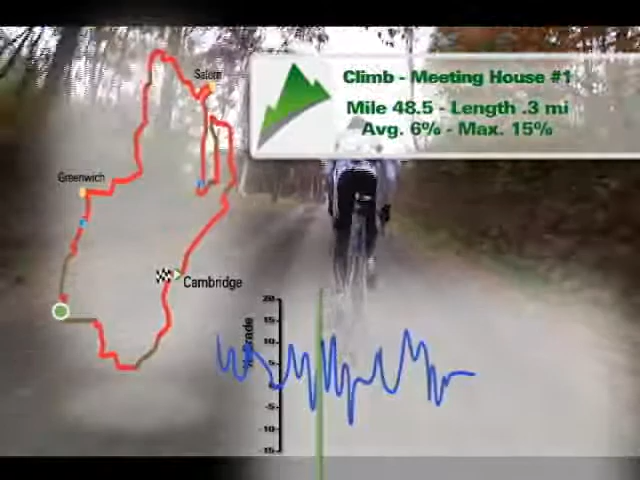 Climb - Meeting House #1
Mile 48.5 - Length .3 mi
Avg. 6% - Max. 15%
Salem
Greenwich
Cambridge
20
15
10
5
0
-5
-10
-15